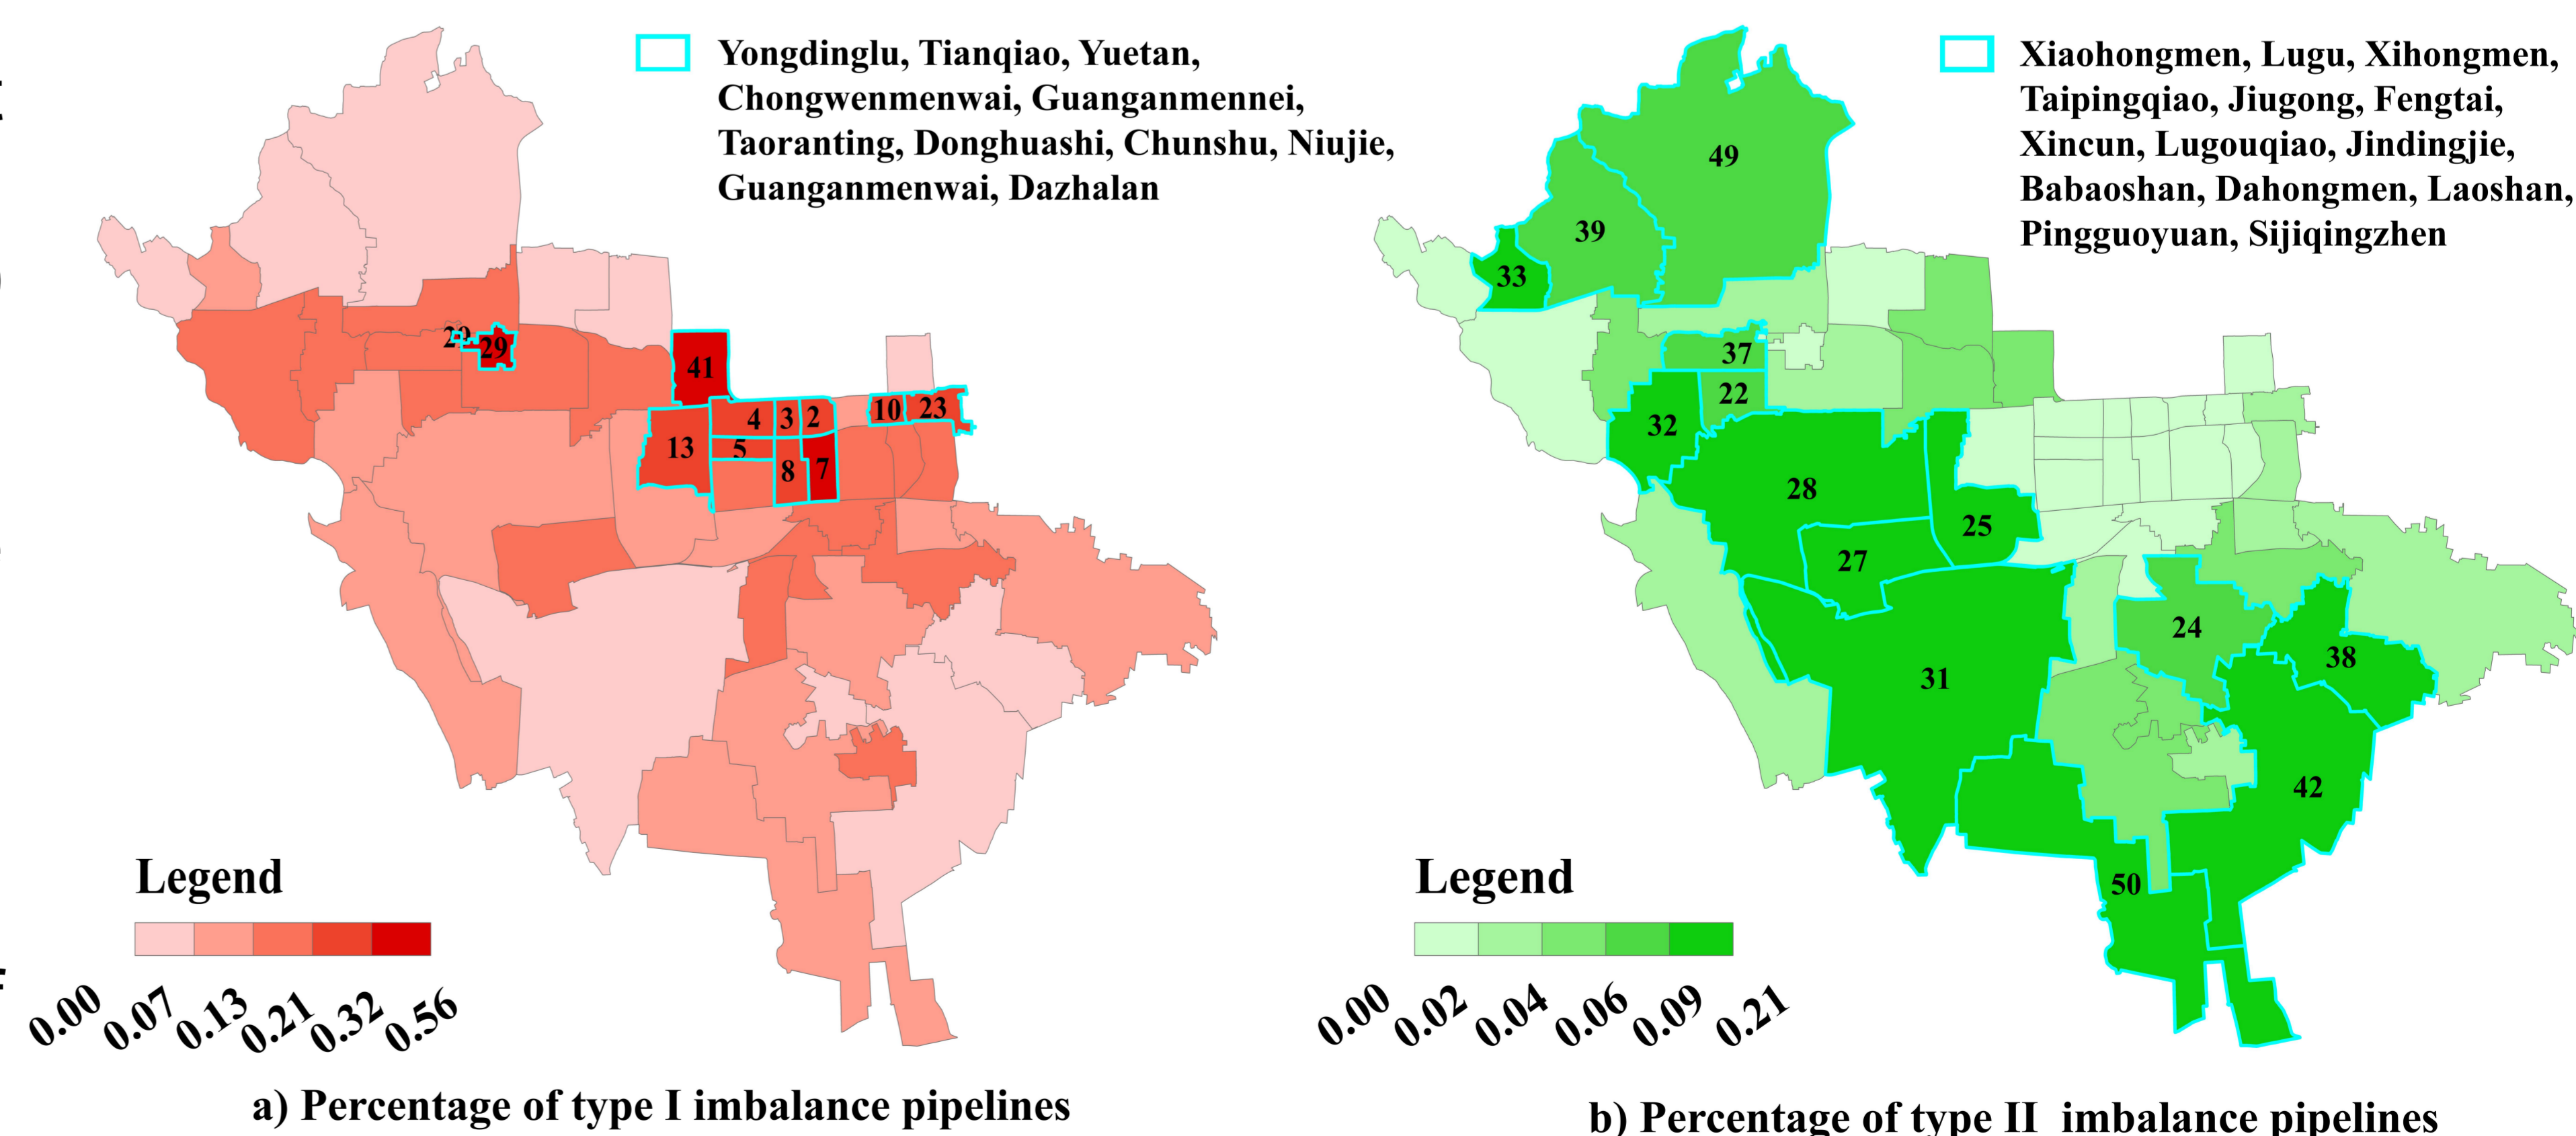 Yongdinglu, Tianqiao, Yuetan,
Chongwenmenwai, Guanganmennei,
Taoranting, Donghuashi, Chunshu, Niujie,
Guanganmenwai, Dazhalan
29
29
41
4
3
2
10
23
13
5
8
7
Legend
0.00
0.07
0.13
0.21
0.32
0.56
a) Percentage of type I imbalance pipelines
Xiaohongmen, Lugu, Xihongmen,
Taipingqiao, Jiugong, Fengtai,
Xincun, Lugouqiao, Jindingjie,
Babaoshan, Dahongmen, Laoshan,
Pingguoyuan, Sijiqingzhen
49
39
33
37
22
32
28
25
27
24
38
31
42
50
Legend
0.00
0.02
0.04
0.06
0.09
0.21
b) Percentage of type II imbalance pipelines